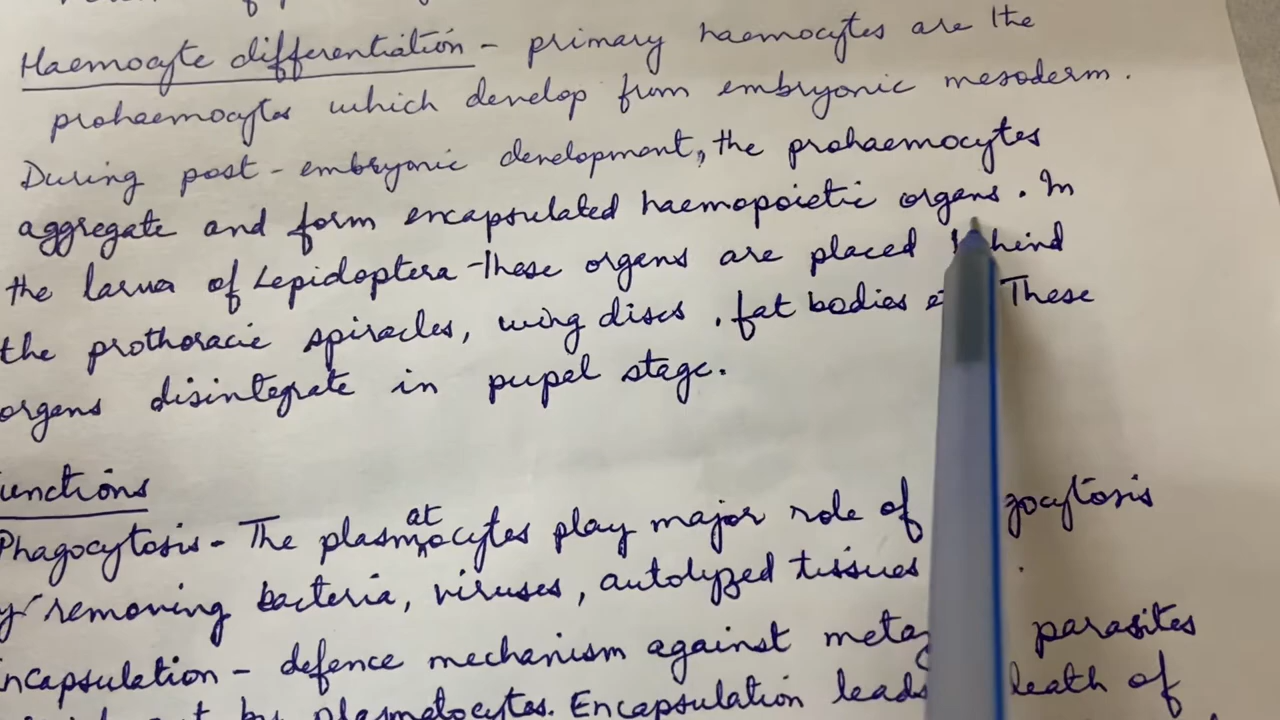 Haemocyte differentiation - primary haemocytes are the
prohaemocytes which develop from embryonic mesoderm.
During post-embryonic development, the prohaemocytes
aggregate and form encapsulated haemopoietic organs. In
the larva of Lepidoptera these organs are placed hind
the prothoracic spiracles, wing discs, fat bodies These
organs disintegrate in pupal stage.
unctions
Phagocytosis - The plasmatocytes play major role of gocytosis
y removing bacteria, viruses, autolyzed tissues .
ncapsulation - defence mechanism against meta parasites
by plasmatocytes. Encapsulation leads death of